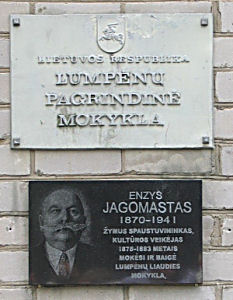 LIETUVOS RESPUBLIKA
LUMPĖNŲ
PAGRINDINĖ
MOKYKLA
ENZYS
JAGOMASTAS
1870-1941
ŽYMUS SPAUSTUVININKAS,
KULTŪROS VEIKĖJAS
1875-1883 METAIS
MOKĖSI IR BAIGĖ
LUMPĖNŲ LIAUDIES
MOKYKLĄ.